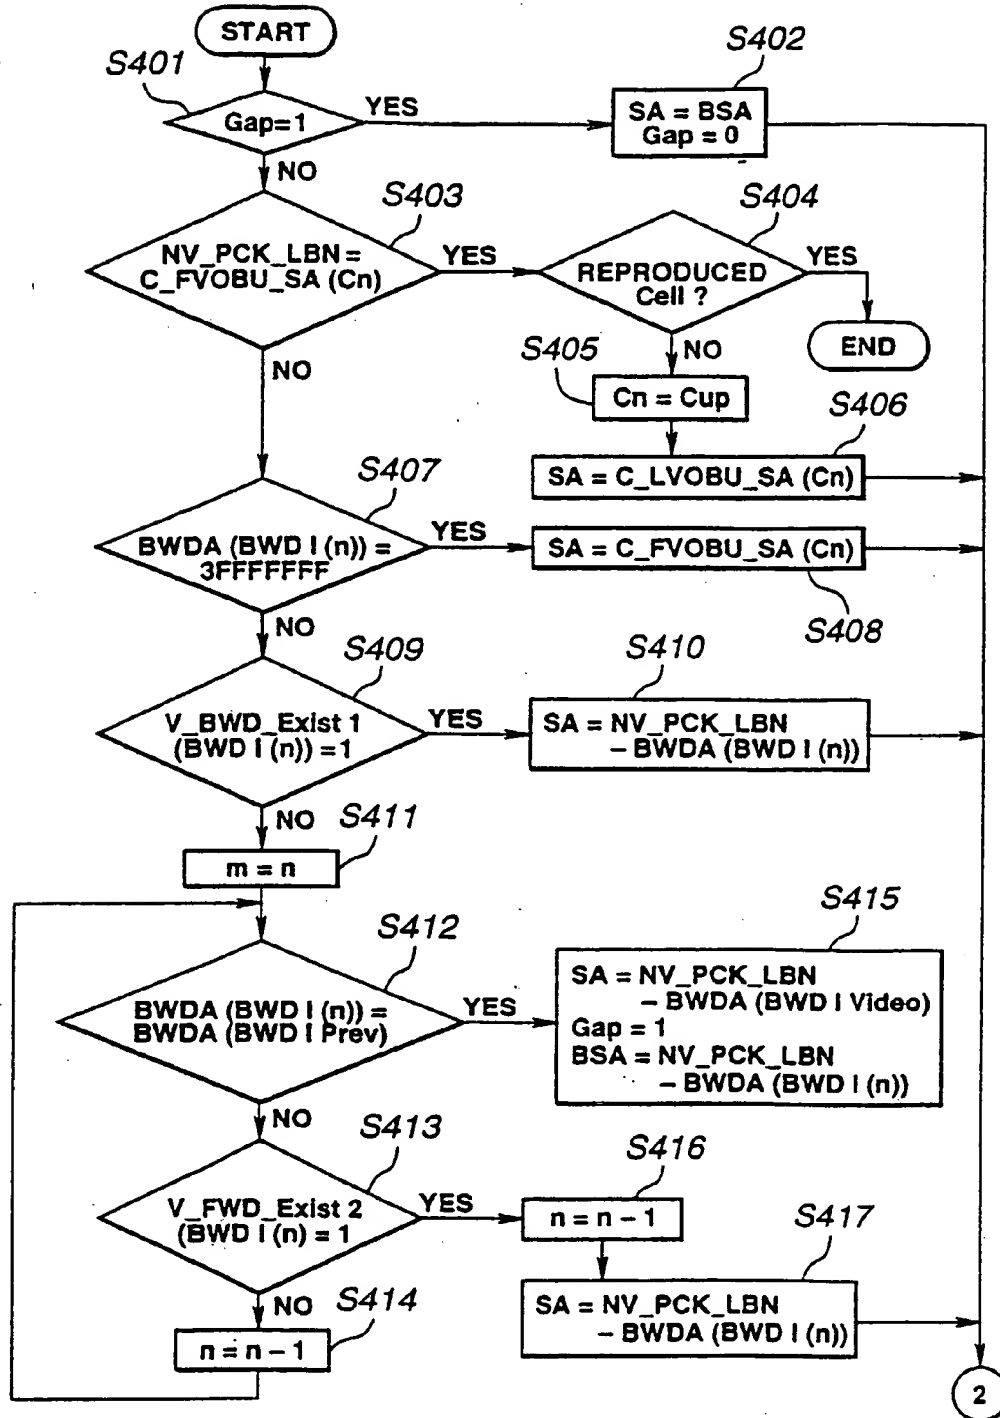 START
S401
S402
Gap=1
YES
SA = BSA
Gap = 0
NO
S403
S404
NV_PCK_LBN =
C_FVOBU_SA (Cn)
YES
REPRODUCED
Cell ?
YES
END
NO
NO
S405
Cn = Cup
S406
SA = C_LVOBU_SA (Cn)
S407
BWDA (BWD I (n)) =
3FFFFFFF
YES
SA = C_FVOBU_SA (Cn)
S408
NO
S409
S410
V_BWD_Exist 1
(BWD I (n)) = 1
YES
SA = NV_PCK_LBN
- BWDA (BWD I (n))
NO
S411
m = n
S412
S415
BWDA (BWD I (n)) =
BWDA (BWD I Prev)
YES
SA = NV_PCK_LBN
- BWDA (BWD I Video)
Gap = 1
BSA = NV_PCK_LBN
- BWDA (BWD I (n))
NO
S413
S416
V_FWD_Exist 2
(BWD I (n) = 1
YES
n = n - 1
S417
SA = NV_PCK_LBN
- BWDA (BWD I (n))
NO
S414
n = n - 1
2